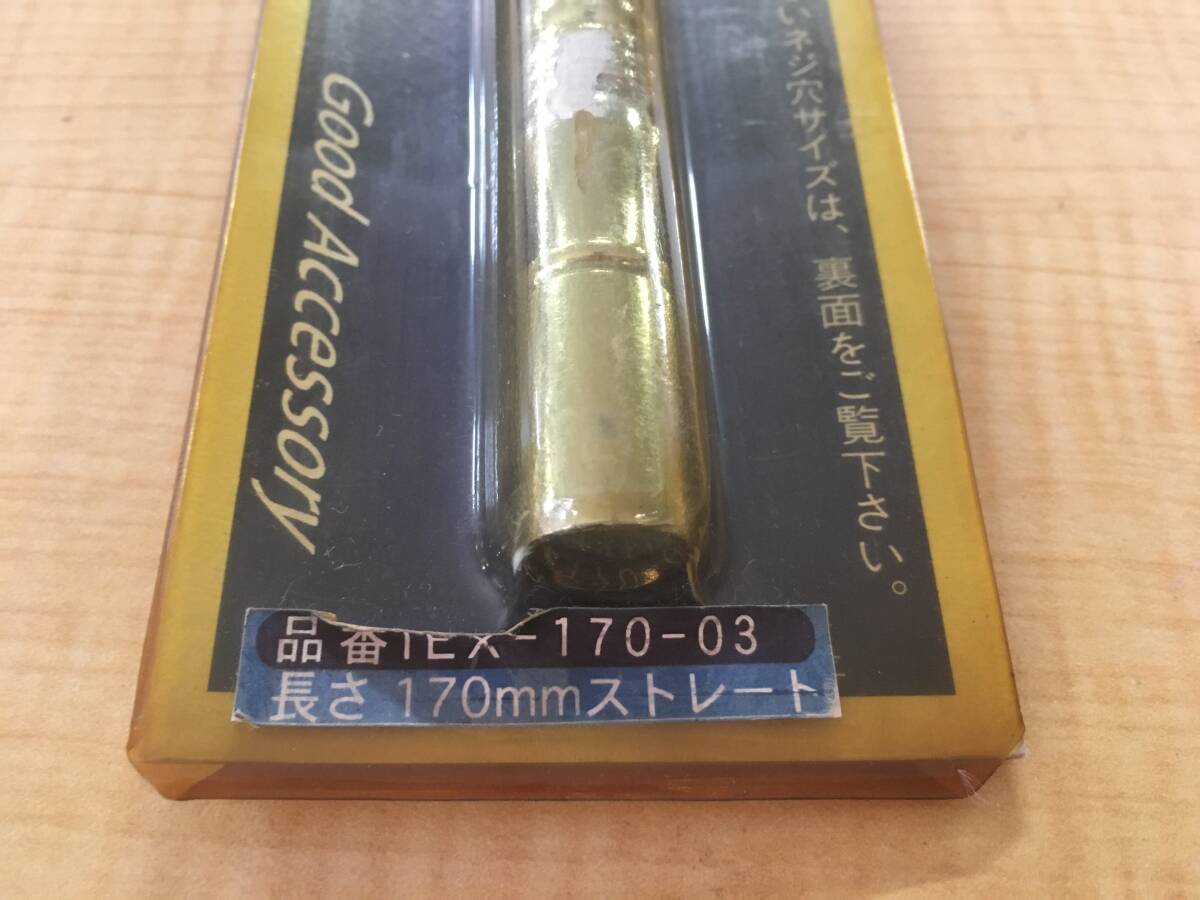 Good Accessory
いネジ穴サイズは、裏面をご覧下さい。
品番TEX-170-03
長さ 170mmストレート